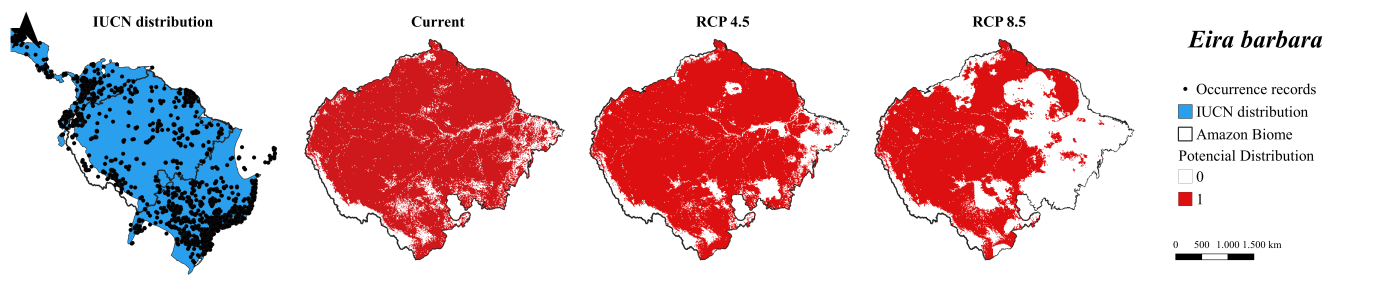 IUCN distribution
Current
RCP 4.5
RCP 8.5
Eira barbara
Occurrence records
IUCN distribution
Amazon Biome
Potencial Distribution
0
1
0 500 1.000 1.500 km